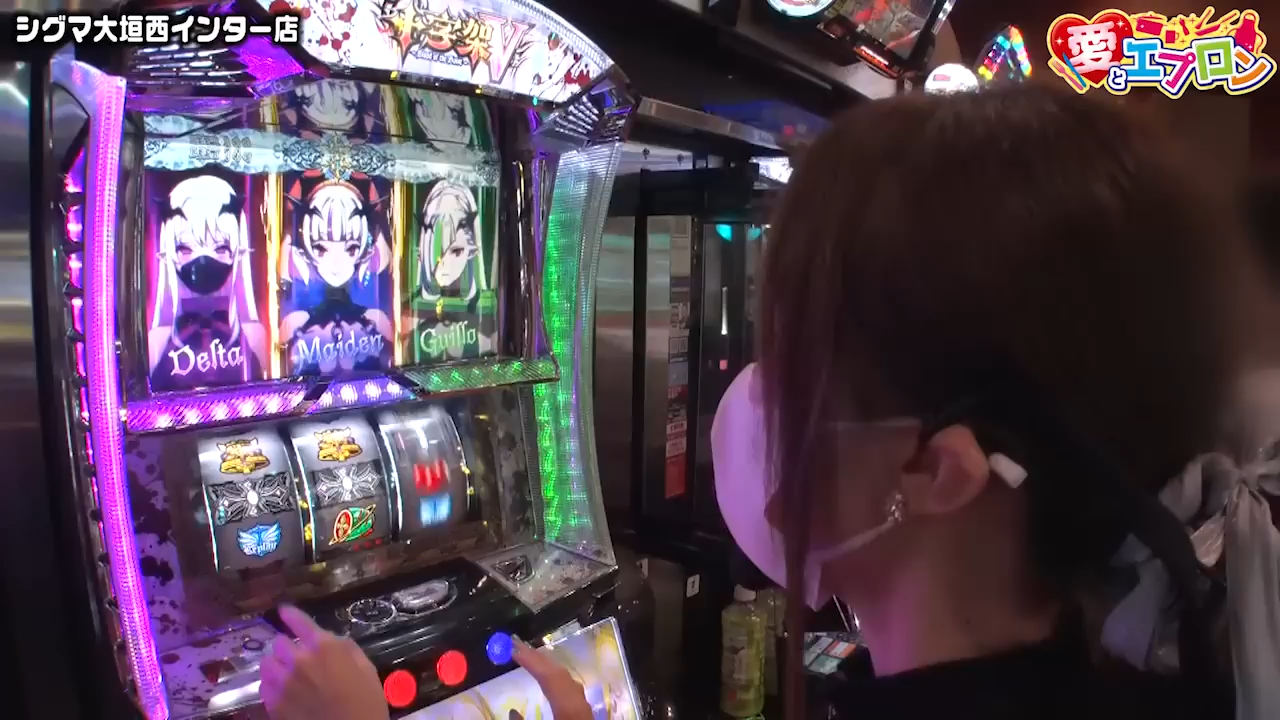 シグマ大垣西インター店
愛とエプロン
十字架V
Delta
Maiden
Guillo
Replay